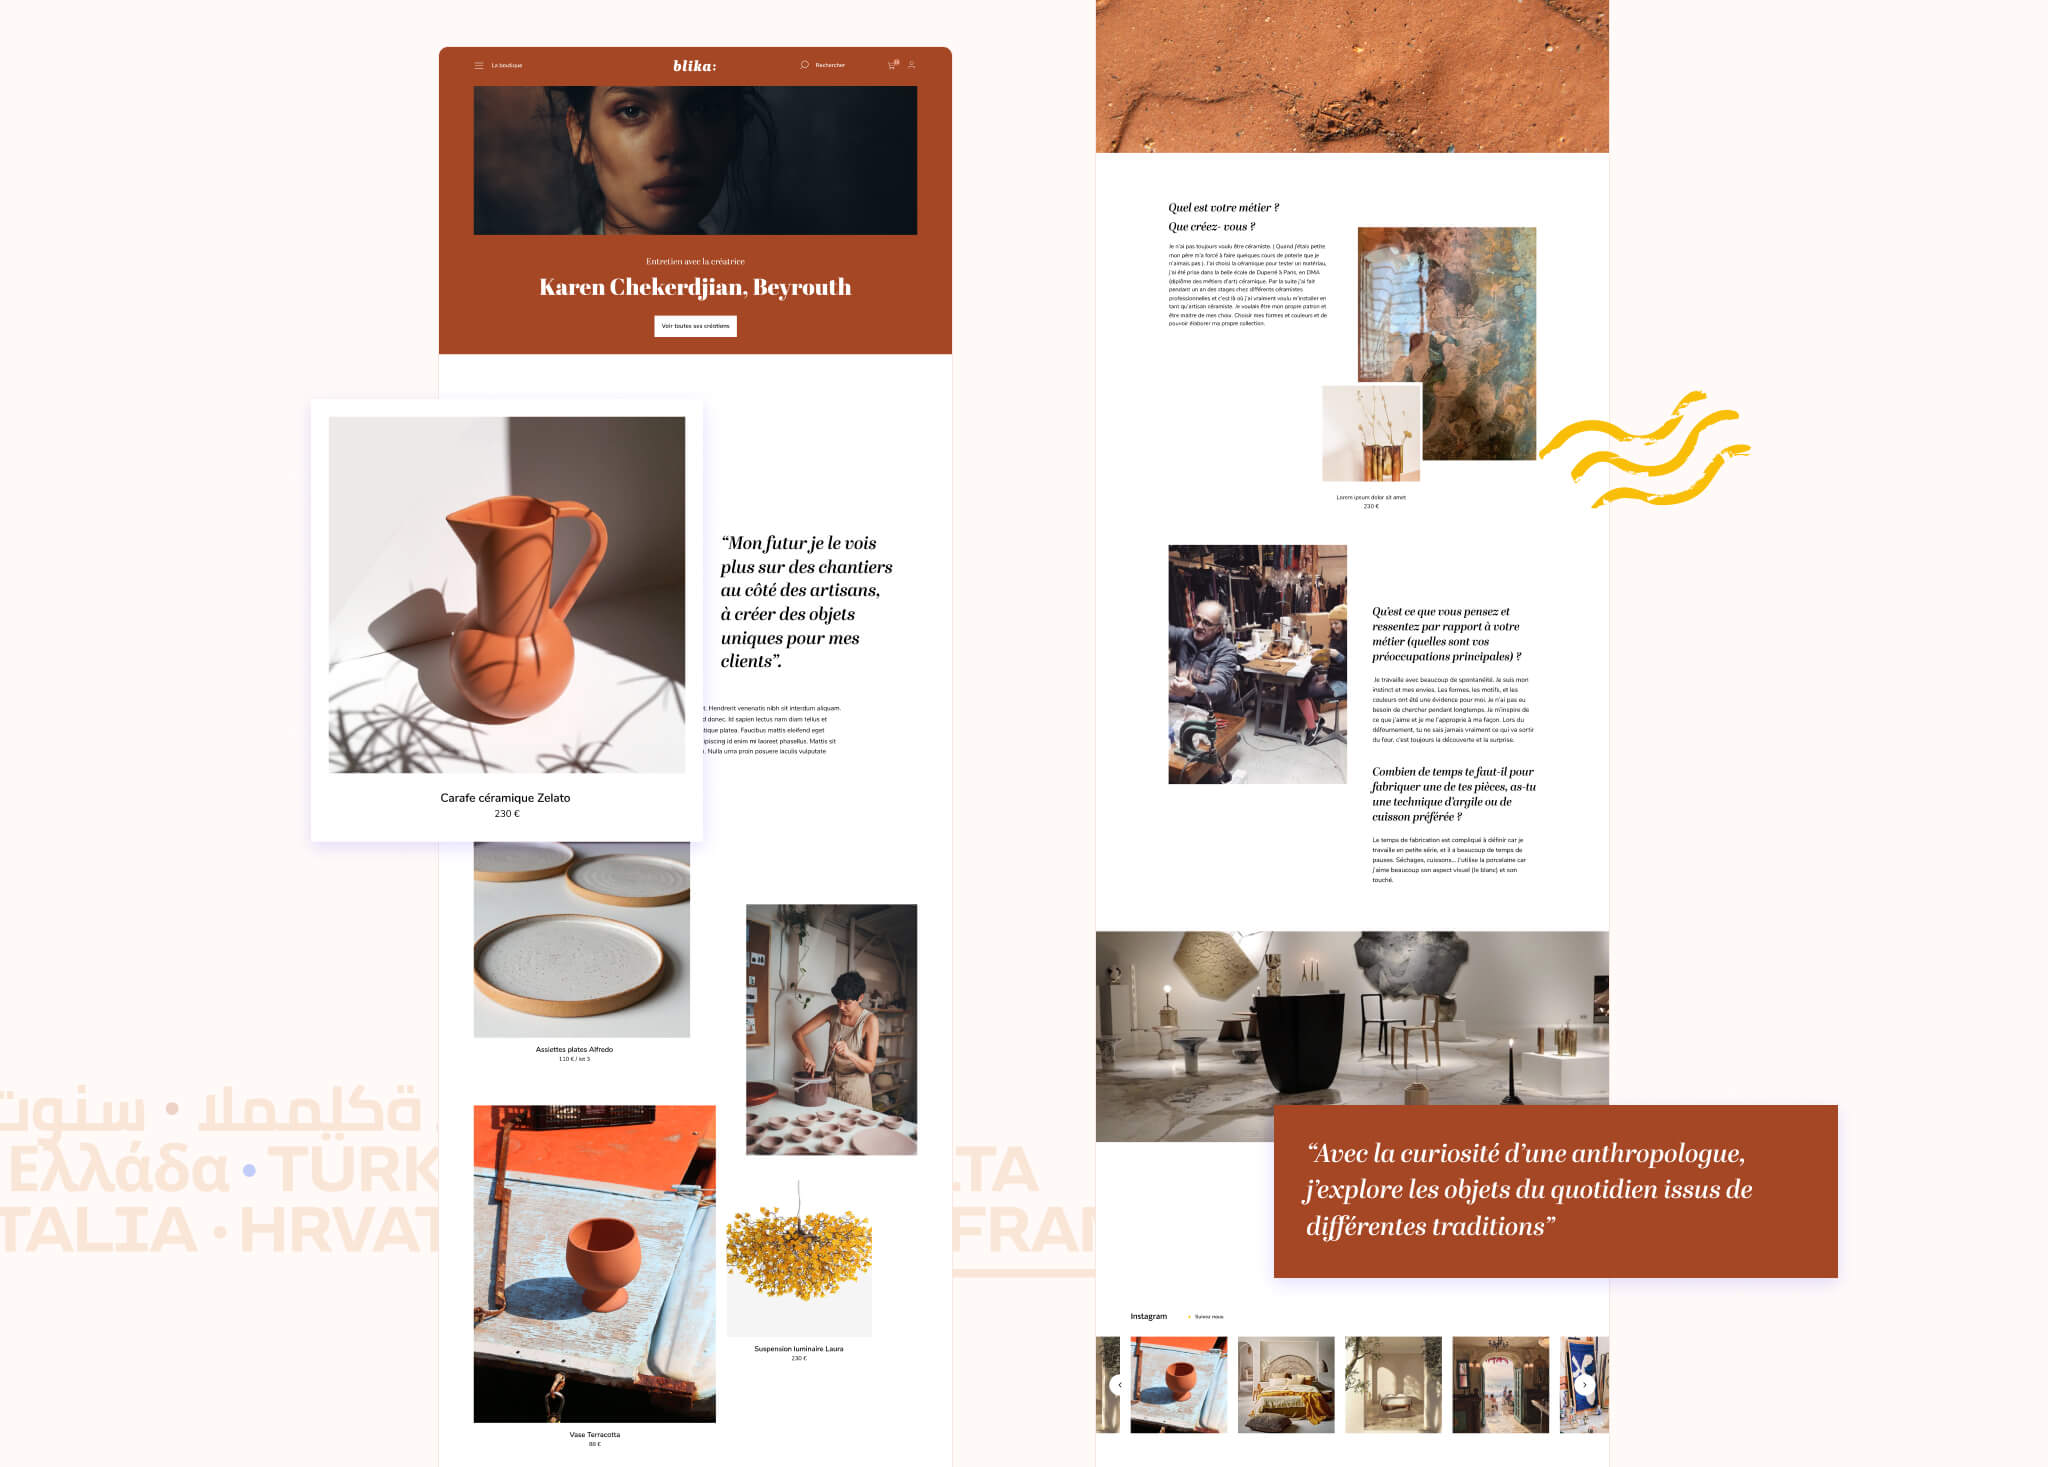 La boutique
blika:
Rechercher
Entretien avec la créatrice
Karen Chekerdjian, Beyrouth
Voir toutes ses créations
Carafe céramique Zelato
230 €
“Mon futur je le vois
plus sur des chantiers
au côté des artisans,
à créer des objets
uniques pour mes
clients”.
t. Hendrerit venenatis nibh sit interdum aliquam.
d donec. Id sapien lectus nam diam tellus et
tique platea. Faucibus mattis eleifend eget
ipiscing id enim mi laoreet phasellus. Mattis sit
. Nulla urna proin posuere iaculis vulputate
Assiettes plates Alfredo
110 € / lot 3
Vase Terracotta
88 €
Suspension luminaire Laura
230 €
Quel est votre métier ?
Que créez- vous ?
Je n'ai pas toujours voulu être céramiste. ( Quand j'étais petite
mon père m'a forcé à faire quelques cours de poterie que je
n'aimais pas ). J'ai choisi la céramique pour tester un matériau,
j'ai été prise dans la belle école de Duperré à Paris, en DMA
(diplôme des métiers d'art) céramique. Par la suite j'ai fait
pendant un an des stages chez différents céramistes
professionnelles et c'est là où j'ai vraiment voulu m'installer en
tant qu'artisan céramiste. Je voulais être mon propre patron et
être maitre de mes choix. Choisir mes formes et couleurs et de
pouvoir élaborer ma propre collection.
Lorem ipsum dolor sit amet
230 €
Qu'est ce que vous pensez et
ressentez par rapport à votre
métier (quelles sont vos
préoccupations principales) ?
Je travaille avec beaucoup de spontanéité. Je suis mon
instinct et mes envies. Les formes, les motifs, et les
couleurs ont été une évidence pour moi. Je n'ai pas eu
besoin de chercher pendant longtemps. Je m'inspire de
ce que j'aime et je me l'approprie à ma façon. Lors du
défournement, tu ne sais jamais vraiment ce qui va sortir
du four, c'est toujours la découverte et la surprise.
Combien de temps te faut-il pour
fabriquer une de tes pièces, as-tu
une technique d'argile ou de
cuisson préférée ?
Le temps de fabrication est compliqué à définir car je
travaille en petite série, et il a beaucoup de temps de
pauses. Séchages, cuissons... J'utilise la porcelaine car
j'aime beaucoup son aspect visuel (le blanc) et son
touché.
“Avec la curiosité d'une anthropologue,
j'explore les objets du quotidien issus de
différentes traditions”
Instagram
Suivez nous
Ελλάδα • TÜRK
LTA
TALIA • HRVAT
FRAN